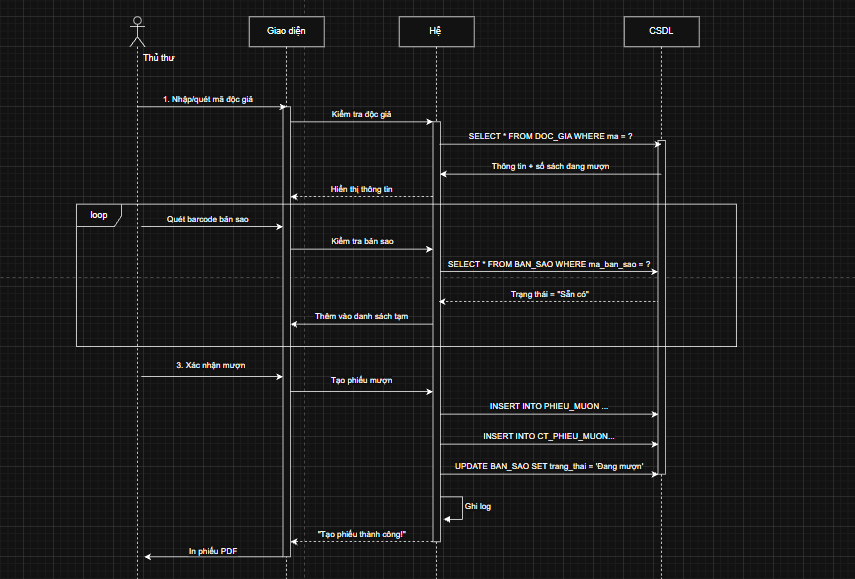 Giao diện
Hệ
CSDL
Thủ thư
1. Nhập/quét mã độc giả
Kiểm tra độc giả
SELECT * FROM DOC_GIA WHERE ma = ?
Thông tin + số sách đang mượn
Hiển thị thông tin
loop
Quét barcode bản sao
Kiểm tra bản sao
SELECT * FROM BAN_SAO WHERE ma_ban_sao = ?
Trạng thái = "Sẵn có"
Thêm vào danh sách tạm
3. Xác nhận mượn
Tạo phiếu mượn
INSERT INTO PHIEU_MUON ...
INSERT INTO CT_PHIEU_MUON...
UPDATE BAN_SAO SET trang_thai = 'Đang mượn'
Ghi log
"Tạo phiếu thành công!"
In phiếu PDF